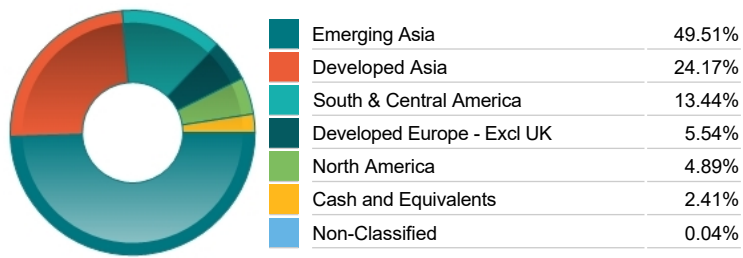 Emerging Asia 49.51%
Developed Asia 24.17%
South & Central America 13.44%
Developed Europe - Excl UK 5.54%
North America 4.89%
Cash and Equivalents 2.41%
Non-Classified 0.04%